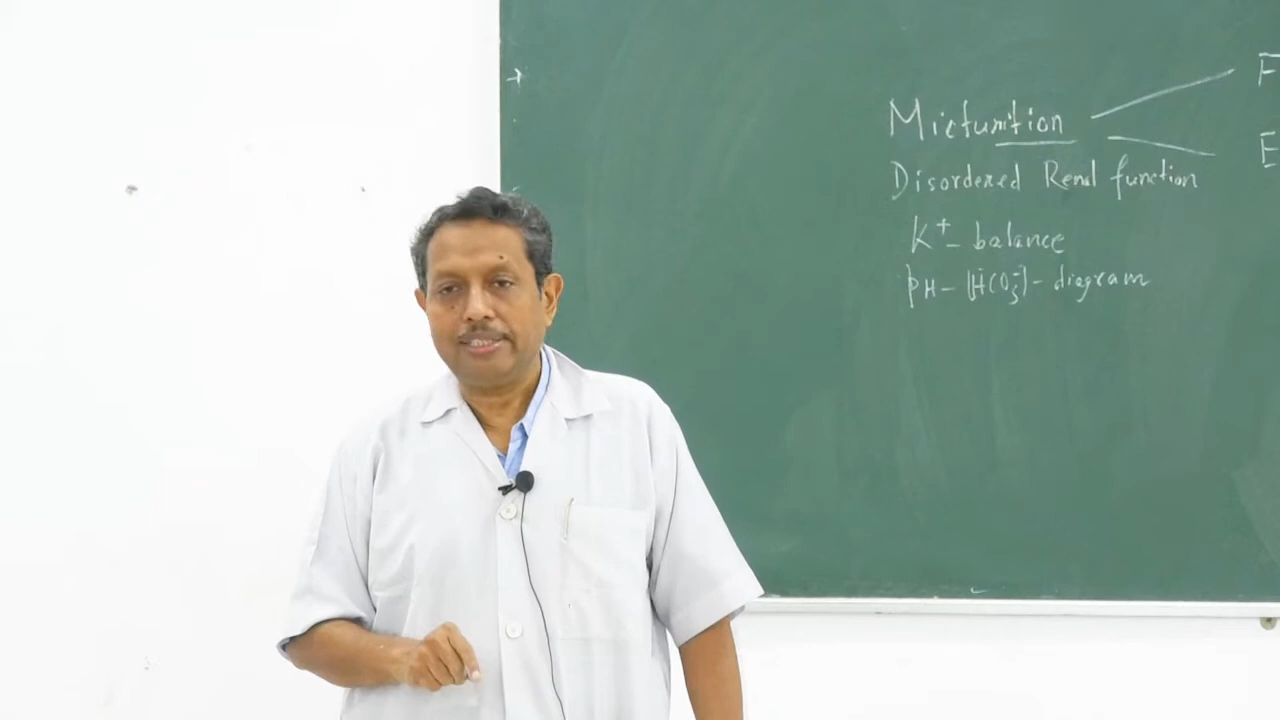 Micturition F
Disordered Renal function E
K+ - balance
pH - [HCO3-] - diagram